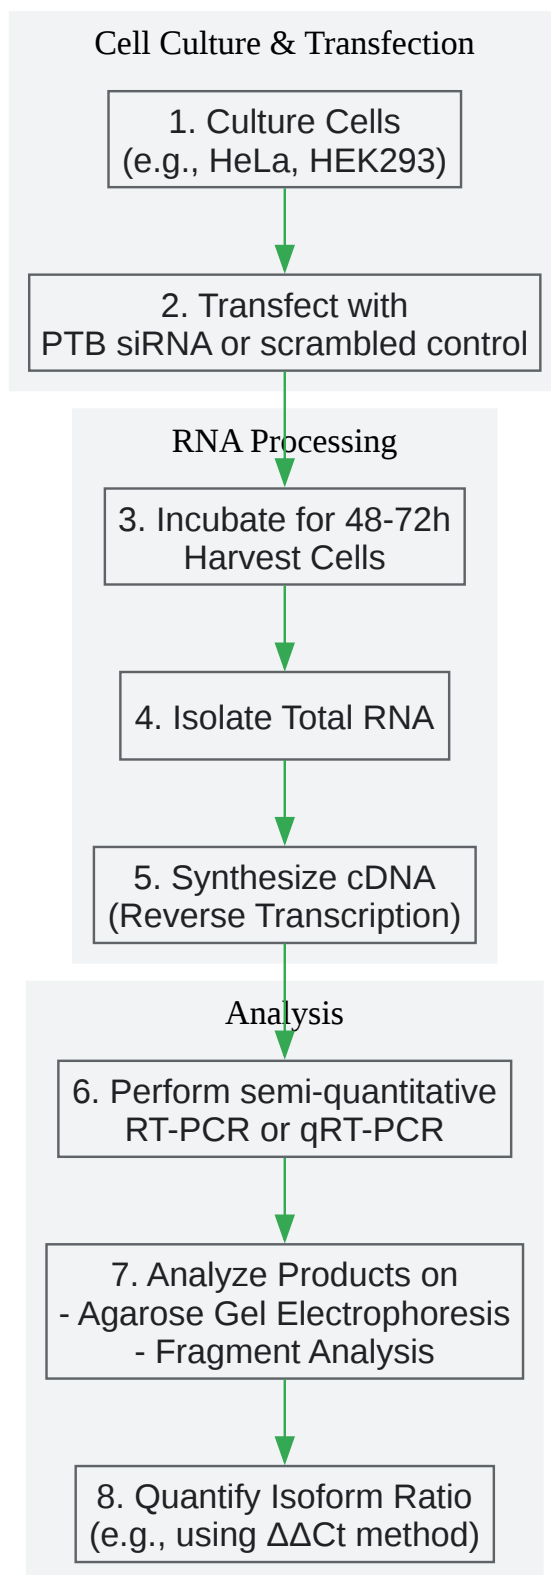 Cell Culture & Transfection
1. Culture Cells
(e.g., HeLa, HEK293)
2. Transfect with
PTB siRNA or scrambled control
RNA Processing
3. Incubate for 48-72h
Harvest Cells
4. Isolate Total RNA
5. Synthesize cDNA
(Reverse Transcription)
Analysis
6. Perform semi-quantitative
RT-PCR or qRT-PCR
7. Analyze Products on
- Agarose Gel Electrophoresis
- Fragment Analysis
8. Quantify Isoform Ratio
(e.g., using ΔΔCt method)